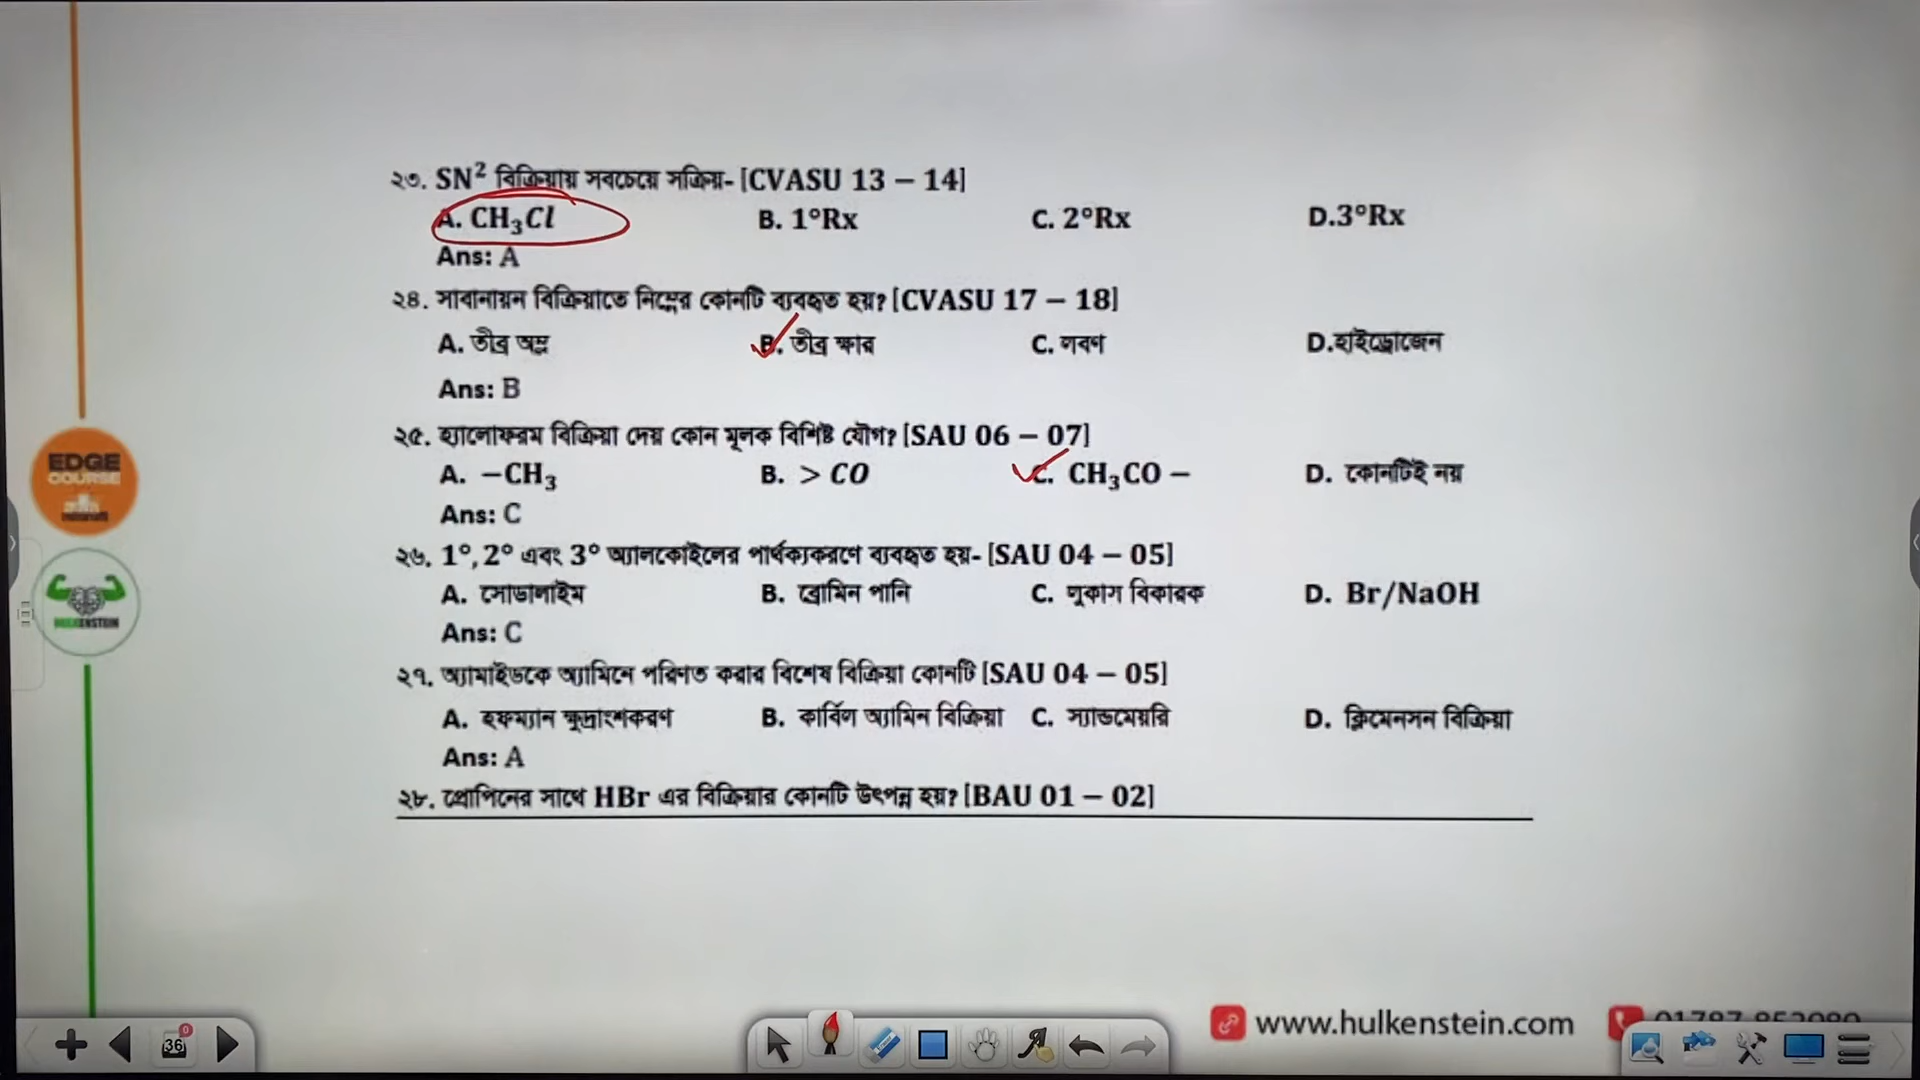 ২৩. SN² বিক্রিয়ায় সবচেয়ে সক্রিয়- [CVASU 13 – 14]
A. CH₃Cl B. 1°Rx C. 2°Rx D.3°Rx
Ans: A
২৪. সাবানায়ন বিক্রিয়াতে নিম্নের কোনটি ব্যবহৃত হয়? [CVASU 17 – 18]
A. তীব্র অম্ল B. তীব্র ক্ষার C. লবণ D.হাইড্রোজেন
Ans: B
২৫. হ্যালোফরম বিক্রিয়া দেয় কোন মূলক বিশিষ্ট যৌগ? [SAU 06 – 07]
A. –CH₃ B. > CO C. CH₃CO – D. কোনটিই নয়
Ans: C
২৬. 1°, 2° এবং 3° অ্যালকোহলের পার্থক্যকরণে ব্যবহৃত হয়- [SAU 04 – 05]
A. সোডালাইম B. ব্রোমিন পানি C. লুকাস বিকারক D. Br/NaOH
Ans: C
২৭. অ্যামাইডকে অ্যামিনে পরিণত করার বিশেষ বিক্রিয়া কোনটি [SAU 04 – 05]
A. হফম্যান ক্ষুদ্রাংশকরণ B. কার্বিল অ্যামিন বিক্রিয়া C. স্যান্ডমেয়ার D. ক্লিমেনসন বিক্রিয়া
Ans: A
২৮. প্রোপিনের সাথে HBr এর বিক্রিয়ার কোনটি উৎপন্ন হয়? [BAU 01 – 02]
EDGE
COURSE
HULKENSTEIN
www.hulkenstein.com
36
0